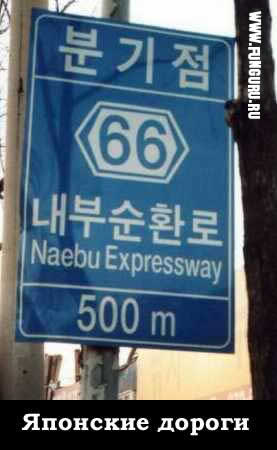 분기점
66
내부순환로
Naebu Expressway
500 m
WWW.FUNGURU.RU
Японские дороги